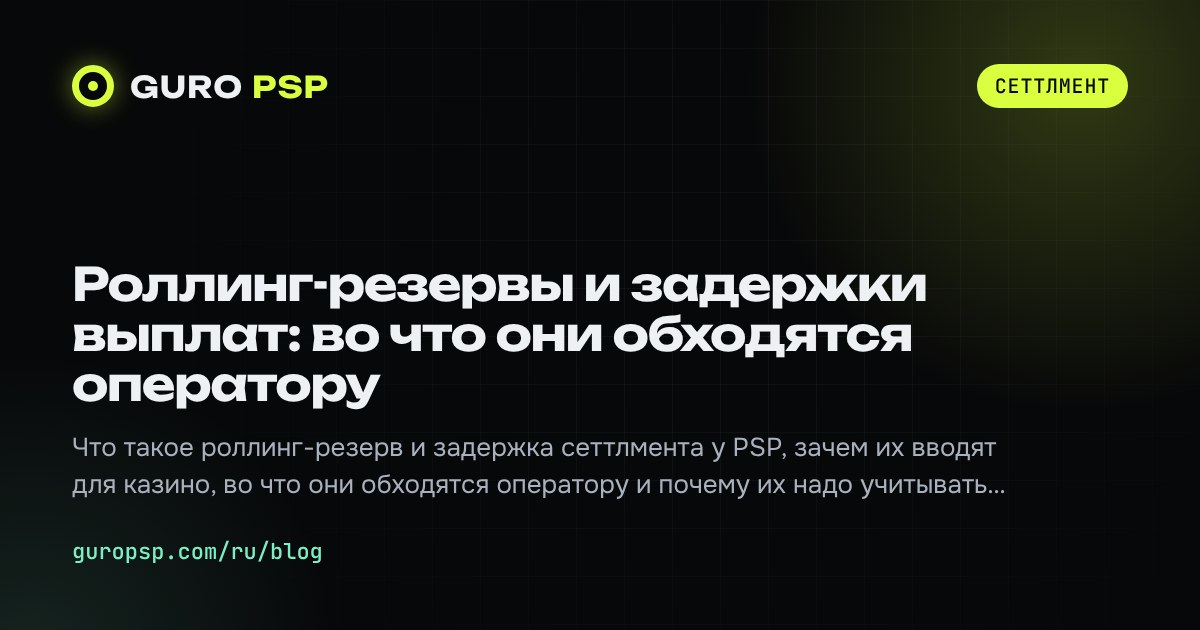 GURO PSP
СЕТТЛМЕНТ
Роллинг-резервы и задержки
выплат: во что они обходятся
оператору
Что такое роллинг-резерв и задержка сеттлмента у PSP, зачем их вводят
для казино, во что они обходятся оператору и почему их надо учитывать...
guropsp.com/ru/blog